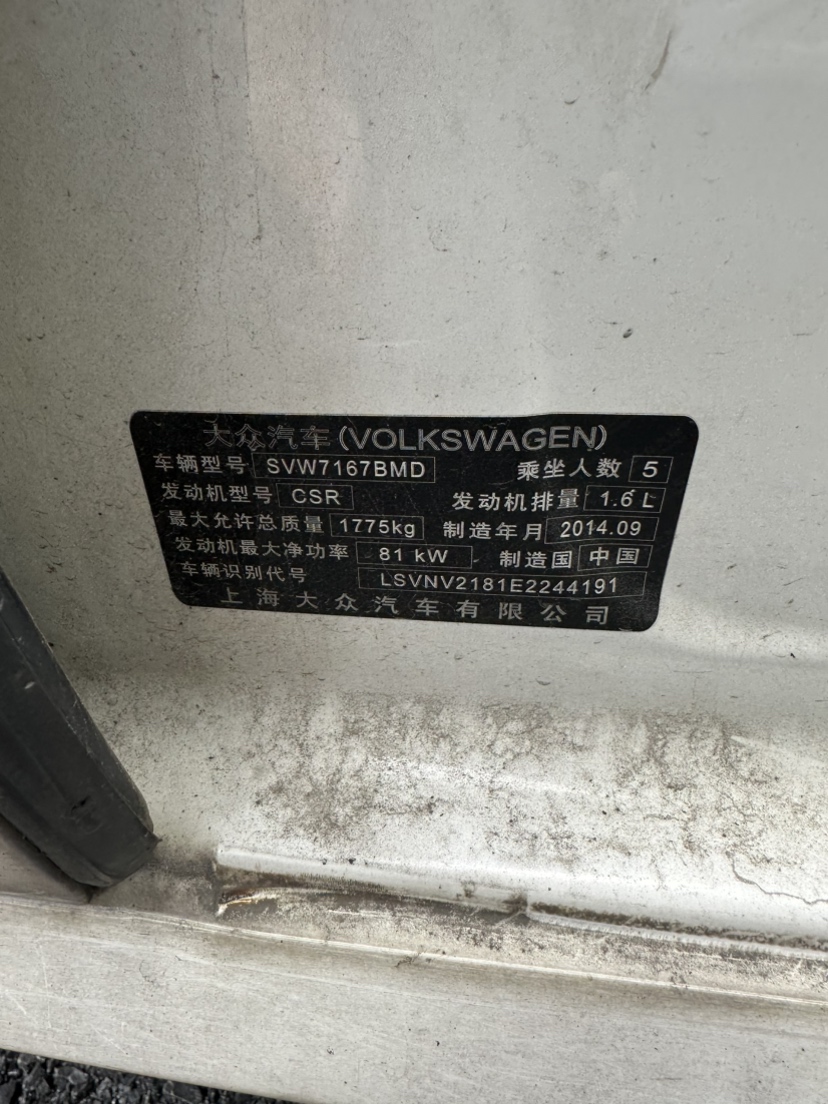 大众汽车(VOLKSWAGEN)
车辆型号 SVW7167BMD 乘坐人数 5
发动机型号 CSR 发动机排量 1.6 L
最大允许总质量 1775kg 制造年月 2014.09
发动机最大净功率 81 kW 制造国 中国
车辆识别代号 LSVNV2181E2244191
上海大众汽车有限公司